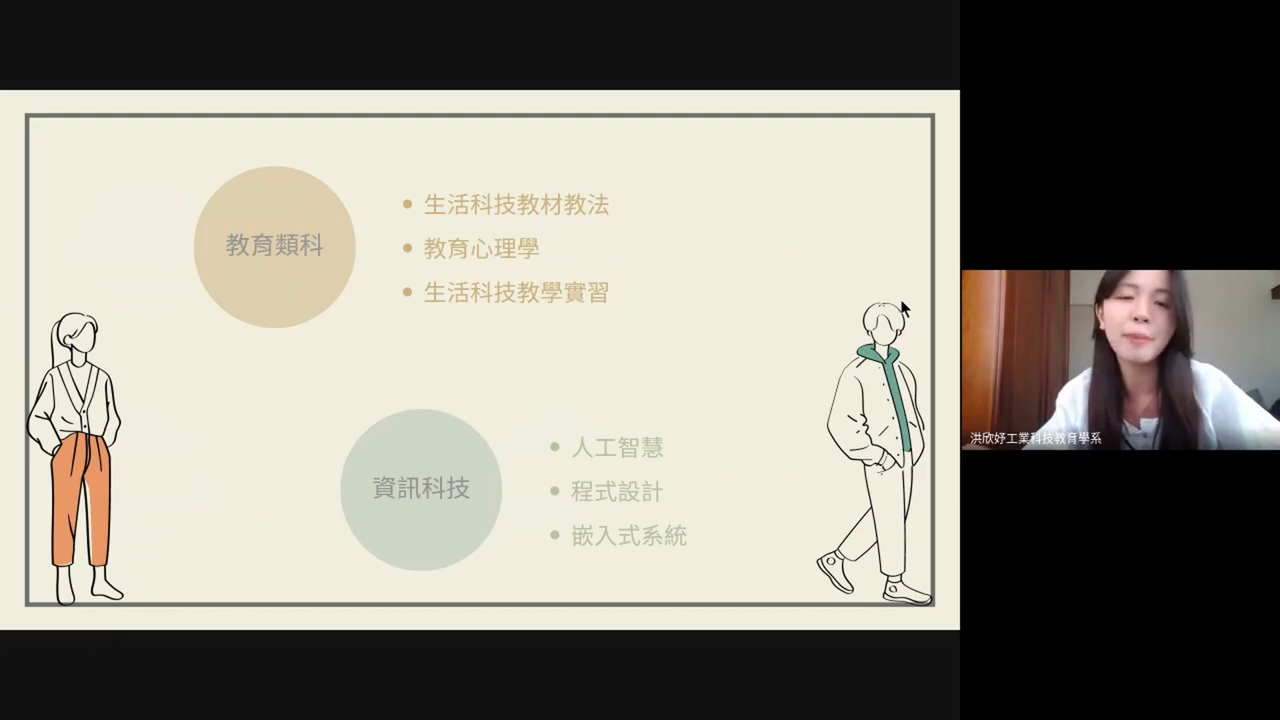 教育類科
生活科技教材教法
教育心理學
生活科技教學實習
資訊科技
人工智慧
程式設計
嵌入式系統
洪欣妤工業科技教育學系